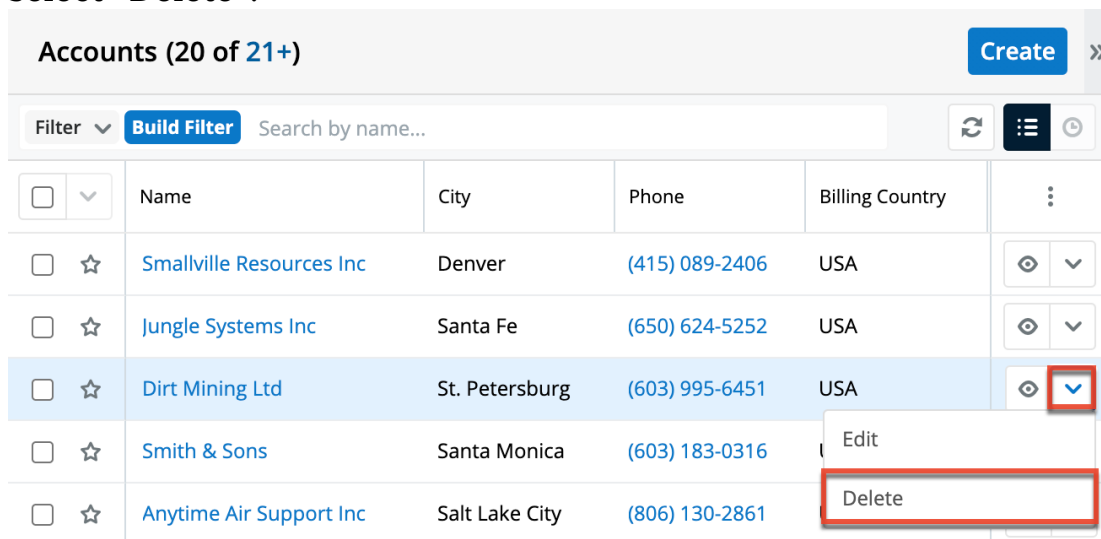 Accounts (20 of 21+)
Create
Filter
Build Filter
Search by name...
Name City Phone Billing Country
Smallville Resources Inc Denver (415) 089-2406 USA
Jungle Systems Inc Santa Fe (650) 624-5252 USA
Dirt Mining Ltd St. Petersburg (603) 995-6451 USA
Smith & Sons Santa Monica (603) 183-0316
Edit
Delete
Anytime Air Support Inc Salt Lake City (806) 130-2861